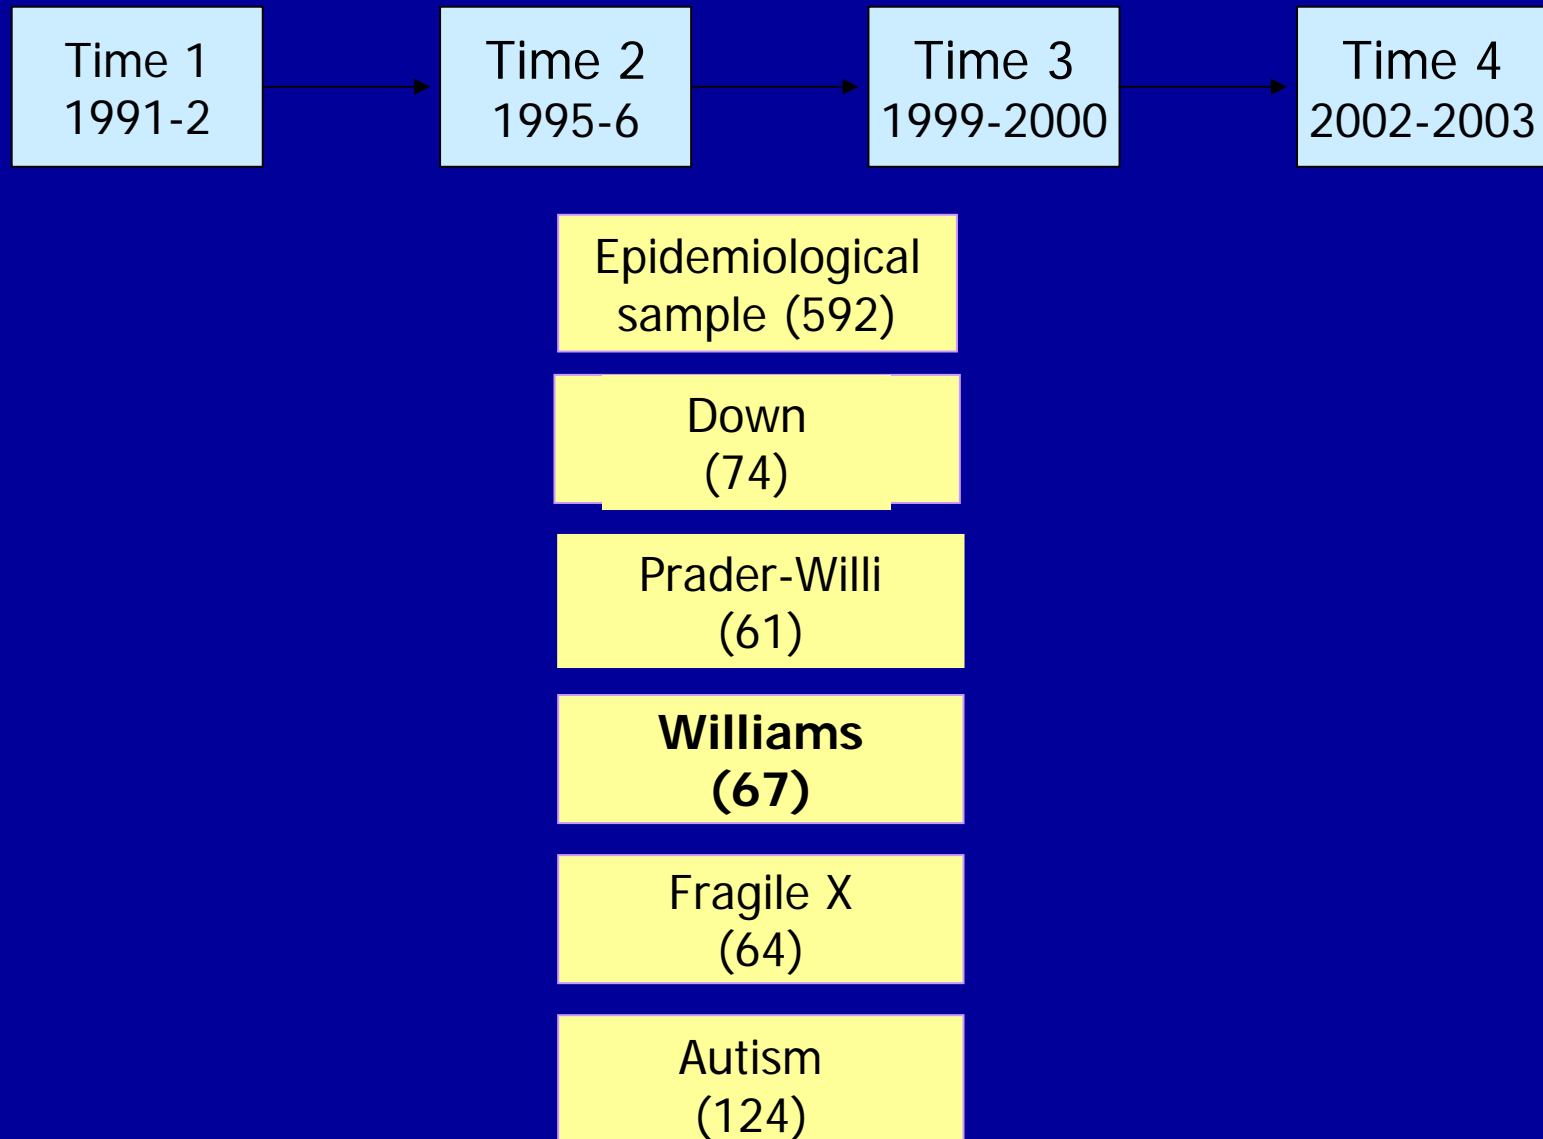 Time 1
1991-2
Time 2
1995-6
Time 3
1999-2000
Time 4
2002-2003
Epidemiological
sample (592)
Down
(74)
Prader-Willi
(61)
Williams
(67)
Fragile X
(64)
Autism
(124)